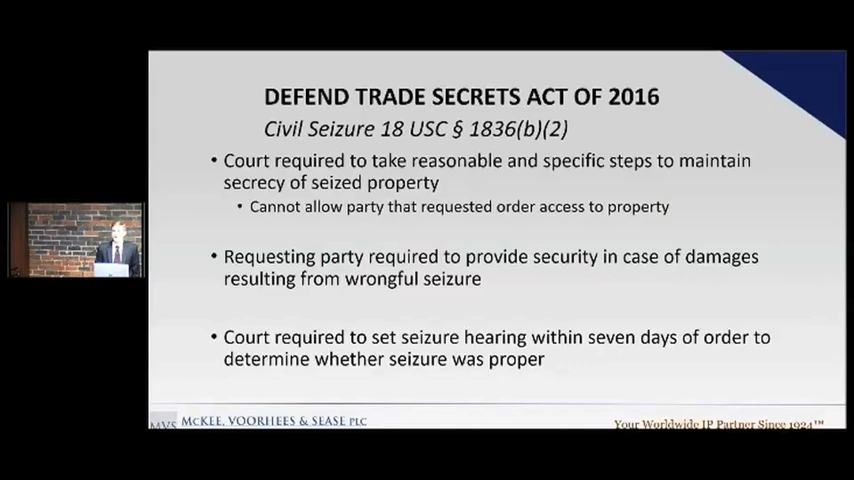 DEFEND TRADE SECRETS ACT OF 2016
Civil Seizure 18 USC § 1836(b)(2)
• Court required to take reasonable and specific steps to maintain
secrecy of seized property
• Cannot allow party that requested order access to property
• Requesting party required to provide security in case of damages
resulting from wrongful seizure
• Court required to set seizure hearing within seven days of order to
determine whether seizure was proper
MVS MCKEE, VOORHEES & SEASE PLC
Your Worldwide IP Partner Since 1924™